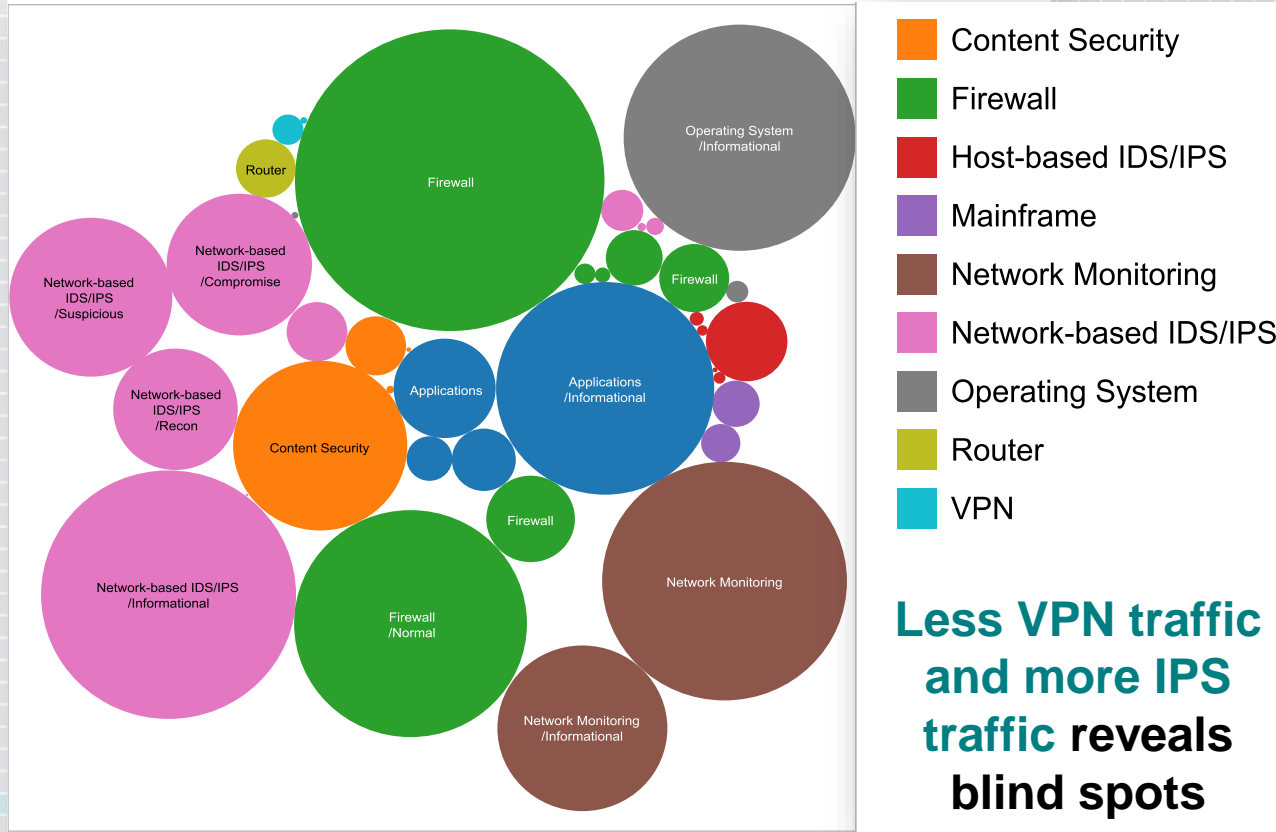 Firewall
Operating System
/Informational
Router
Network-based
IDS/IPS
/Compromise
Network-based
IDS/IPS
/Suspicious
Firewall
Network-based
IDS/IPS
/Recon
Applications
Applications
/Informational
Content Security
Firewall
Network-based IDS/IPS
/Informational
Firewall
/Normal
Network Monitoring
Network Monitoring
/Informational
Content Security
Firewall
Host-based IDS/IPS
Mainframe
Network Monitoring
Network-based IDS/IPS
Operating System
Router
VPN
Less VPN traffic
and more IPS
traffic reveals
blind spots